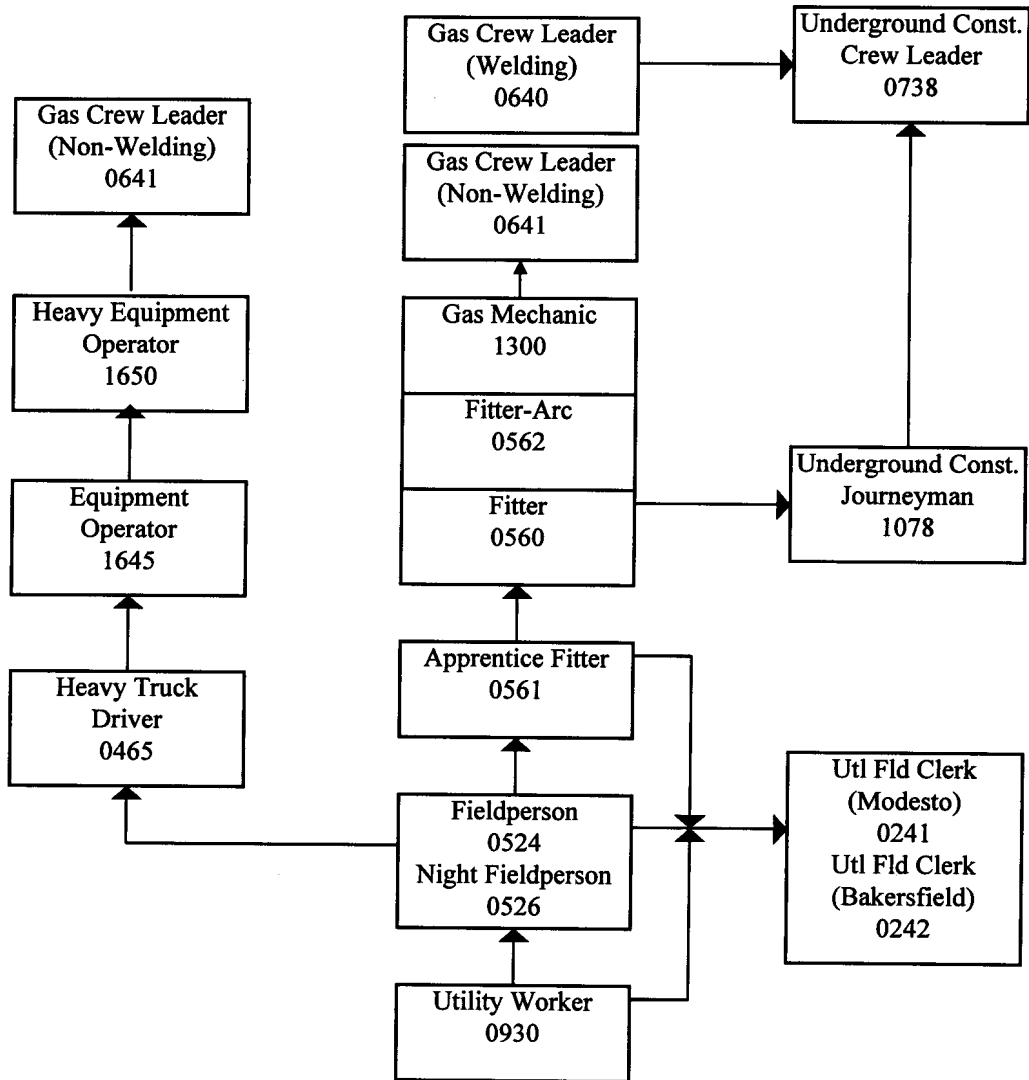 Gas Crew Leader
(Welding)
0640
Underground Const.
Crew Leader
0738
Gas Crew Leader
(Non-Welding)
0641
Gas Crew Leader
(Non-Welding)
0641
Heavy Equipment
Operator
1650
Gas Mechanic
1300
Fitter-Arc
0562
Fitter
0560
Underground Const.
Journeyman
1078
Equipment
Operator
1645
Apprentice Fitter
0561
Heavy Truck
Driver
0465
Fieldperson
0524
Night Fieldperson
0526
Utl Fld Clerk
(Modesto)
0241
Utl Fld Clerk
(Bakersfield)
0242
Utility Worker
0930